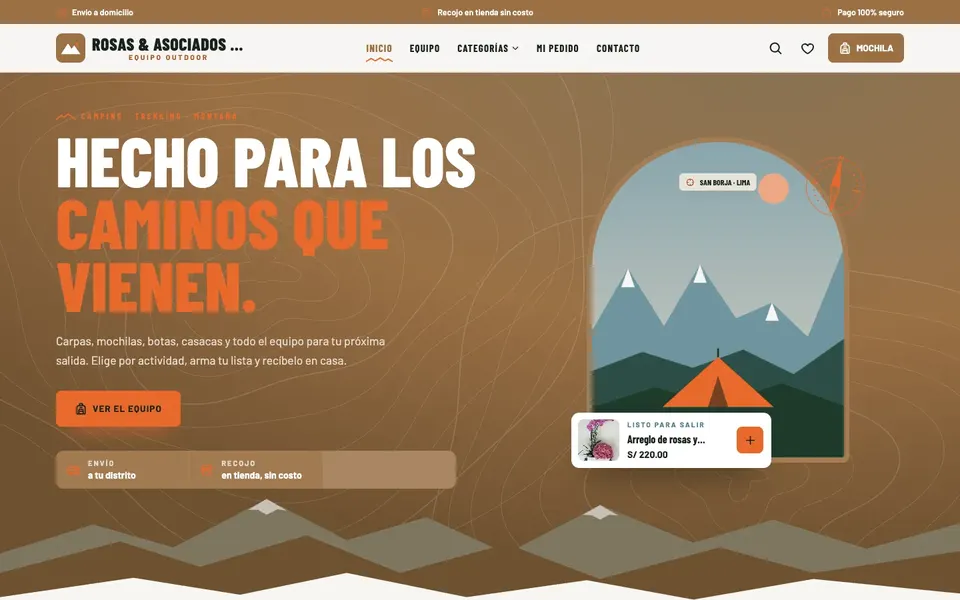 Envío a domicilio
Recojo en tienda sin costo
Pago 100% seguro
ROSAS & ASOCIADOS ...
EQUIPO OUTDOOR
INICIO
EQUIPO
CATEGORÍAS
MI PEDIDO
CONTACTO
MOCHILA
CAMPING · TREKKING · MONTAÑA
HECHO PARA LOS
CAMINOS QUE
VIENEN.
Carpas, mochilas, botas, casacas y todo el equipo para tu próxima
salida. Elige por actividad, arma tu lista y recíbelo en casa.
VER EL EQUIPO
ENVÍO
a tu distrito
RECOJO
en tienda, sin costo
SAN BORJA · LIMA
LISTO PARA SALIR
Arreglo de rosas y...
S/ 220.00